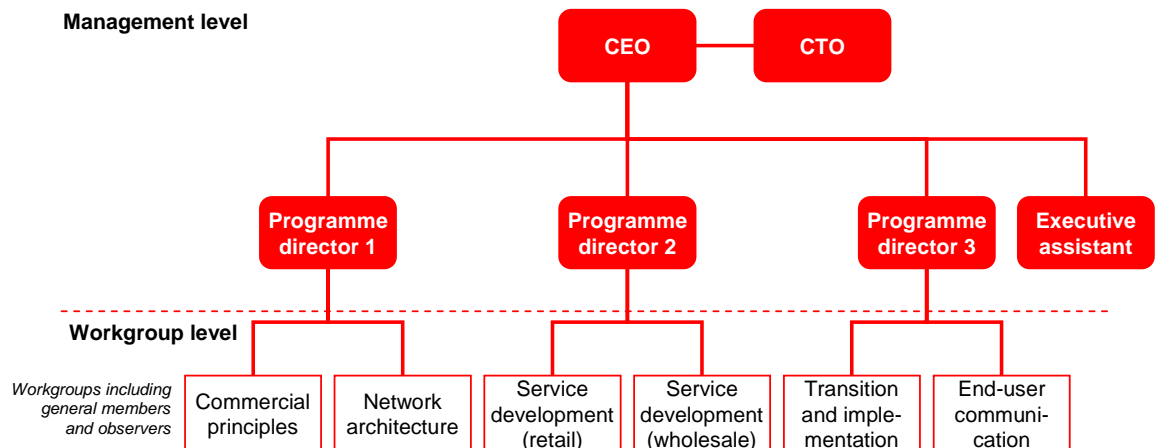 Management level
CEO
CTO
Programme
director 1
Programme
director 2
Programme
director 3
Executive
assistant
Workgroup level
Workgroups including
general members
and observers
Commercial
principles
Network
architecture
Service
development
(retail)
Service
development
(wholesale)
Transition
and imple-
mentation
End-user
communi-
cation